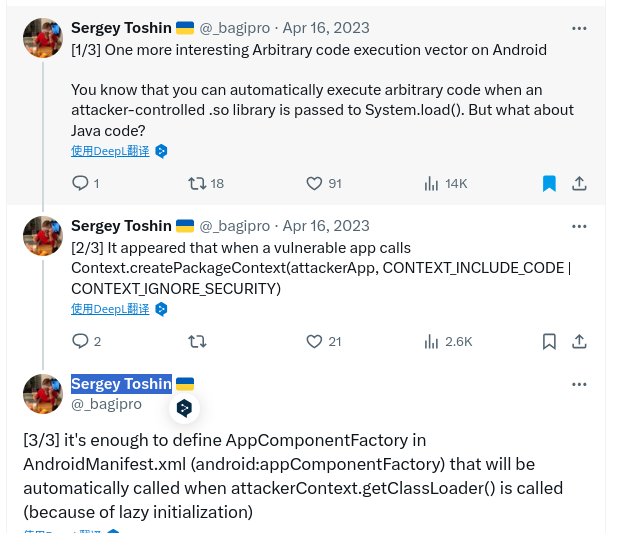 Sergey Toshin 🇺🇦 @_bagipro · Apr 16, 2023
[1/3] One more interesting Arbitrary code execution vector on Android
You know that you can automatically execute arbitrary code when an
attacker-controlled .so library is passed to System.load(). But what about
Java code?
使用DeepL翻译
1 18 91 14K
Sergey Toshin 🇺🇦 @_bagipro · Apr 16, 2023
[2/3] It appeared that when a vulnerable app calls
Context.createPackageContext(attackerApp, CONTEXT_INCLUDE_CODE |
CONTEXT_IGNORE_SECURITY)
使用DeepL翻译
2 21 2.6K
Sergey Toshin 🇺🇦
@_bagipro
[3/3] it's enough to define AppComponentFactory in
AndroidManifest.xml (android:appComponentFactory) that will be
automatically called when attackerContext.getClassLoader() is called
(because of lazy initialization)